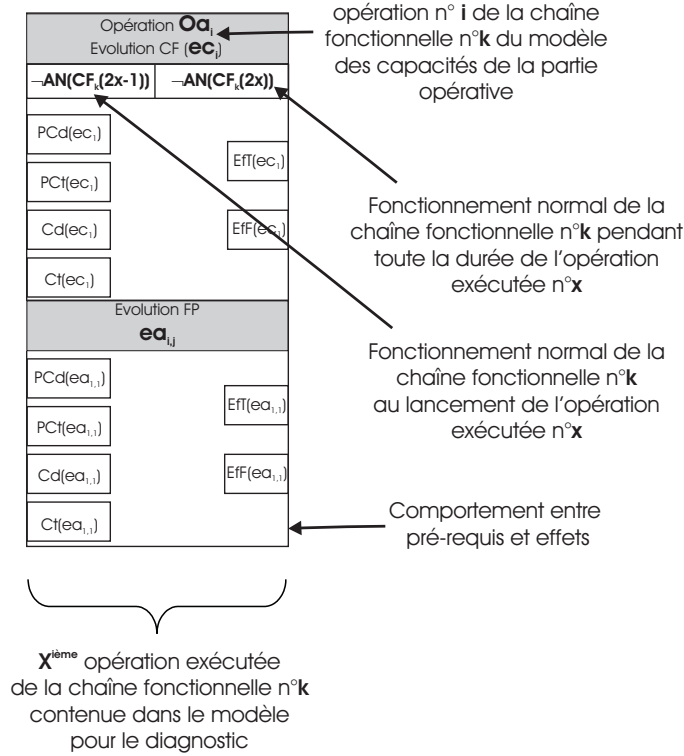 opération n° i de la chaîne
fonctionnelle n°k du modèle
des capacités de la partie
opérative
Opération Oaᵢ
Evolution CF (ecᵢ)
¬AN(CFₖ(2x-1))
¬AN(CFₖ(2x))
PCd(ec₁)
PCt(ec₁)
Cd(ec₁)
Ct(ec₁)
EfT(ec₁)
EfF(ec₁)
Fonctionnement normal de la
chaîne fonctionnelle n°k pendant
toute la durée de l'opération
exécutée n°x
Evolution FP
eaᵢ,ⱼ
PCd(ea₁,₁)
PCt(ea₁,₁)
Cd(ea₁,₁)
Ct(ea₁,₁)
EfT(ea₁,₁)
EfF(ea₁,₁)
Fonctionnement normal de la
chaîne fonctionnelle n°k
au lancement de l'opération
exécutée n°x
Comportement entre
pré-requis et effets
Xième opération exécutée
de la chaîne fonctionnelle n°k
contenue dans le modèle
pour le diagnostic